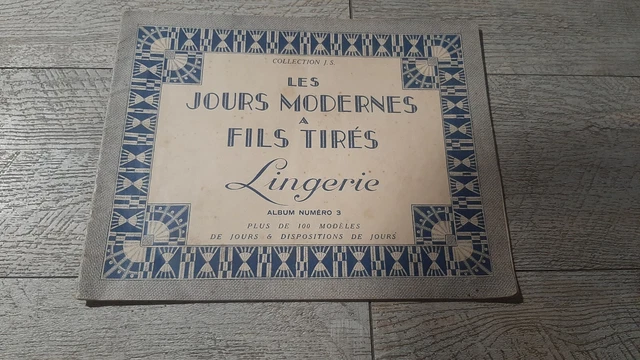 COLLECTION J.S.
LES
JOURS MODERNES
A
FILS TIRÉS
Lingerie
ALBUM NUMÉRO 3
PLUS DE 100 MODÈLES
DE JOURS & DISPOSITIONS DE JOURS